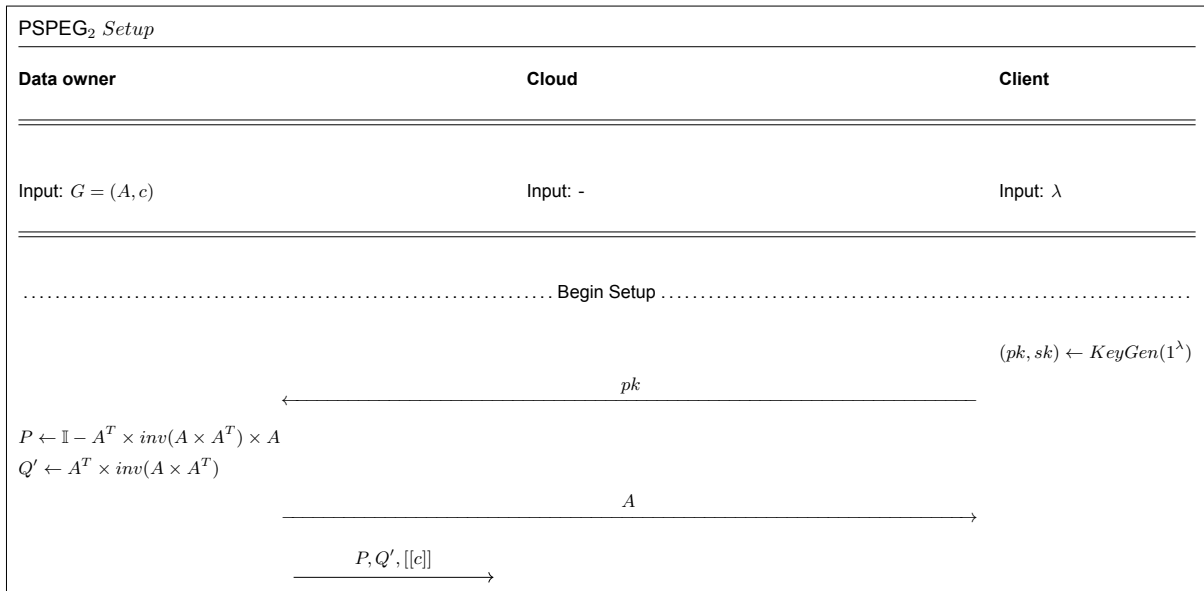 PSPEG₂ Setup
Data owner Cloud Client
Input: G = (A, c) Input: - Input: λ
Begin Setup
(pk, sk) ← KeyGen(1^λ)
pk
P ← 𝕀 − A^T × inv(A × A^T) × A
Q′ ← A^T × inv(A × A^T)
A
P, Q′, [[c]]